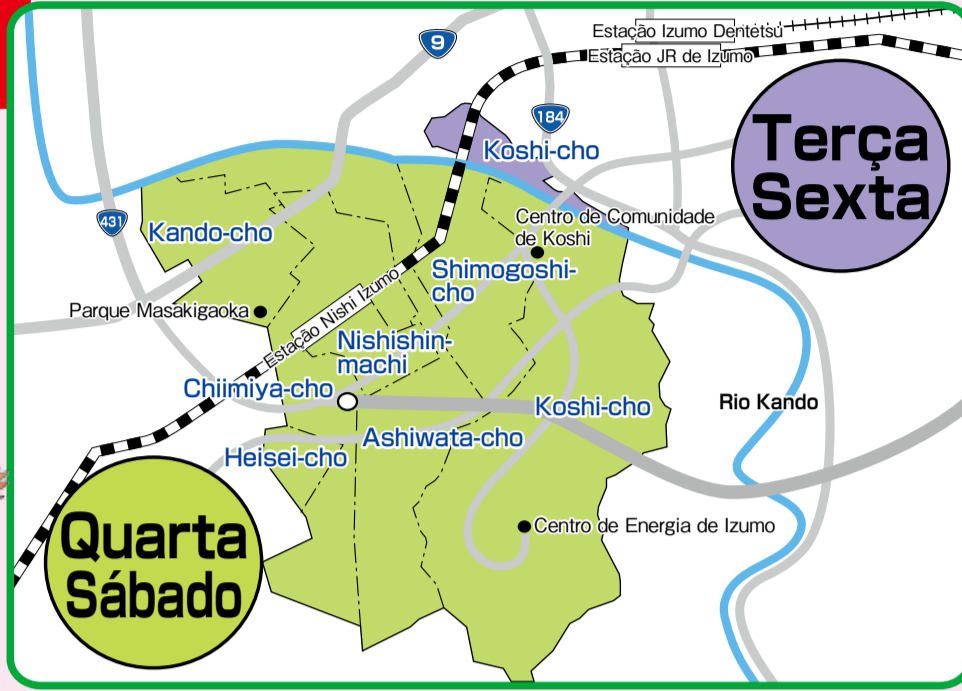 Estação Izumo Dentetsu
Estação JR de Izumo
9
184
Terça
Sexta
Koshi-cho
431
Kando-cho
Centro de Comunidade
de Koshi
Shimogoshi-
cho
Parque Masakigaoka
Estação Nishi Izumo
Nishishin-
machi
Chiimiya-cho
Koshi-cho
Rio Kando
Ashiwata-cho
Heisei-cho
Quarta
Sábado
Centro de Energia de Izumo